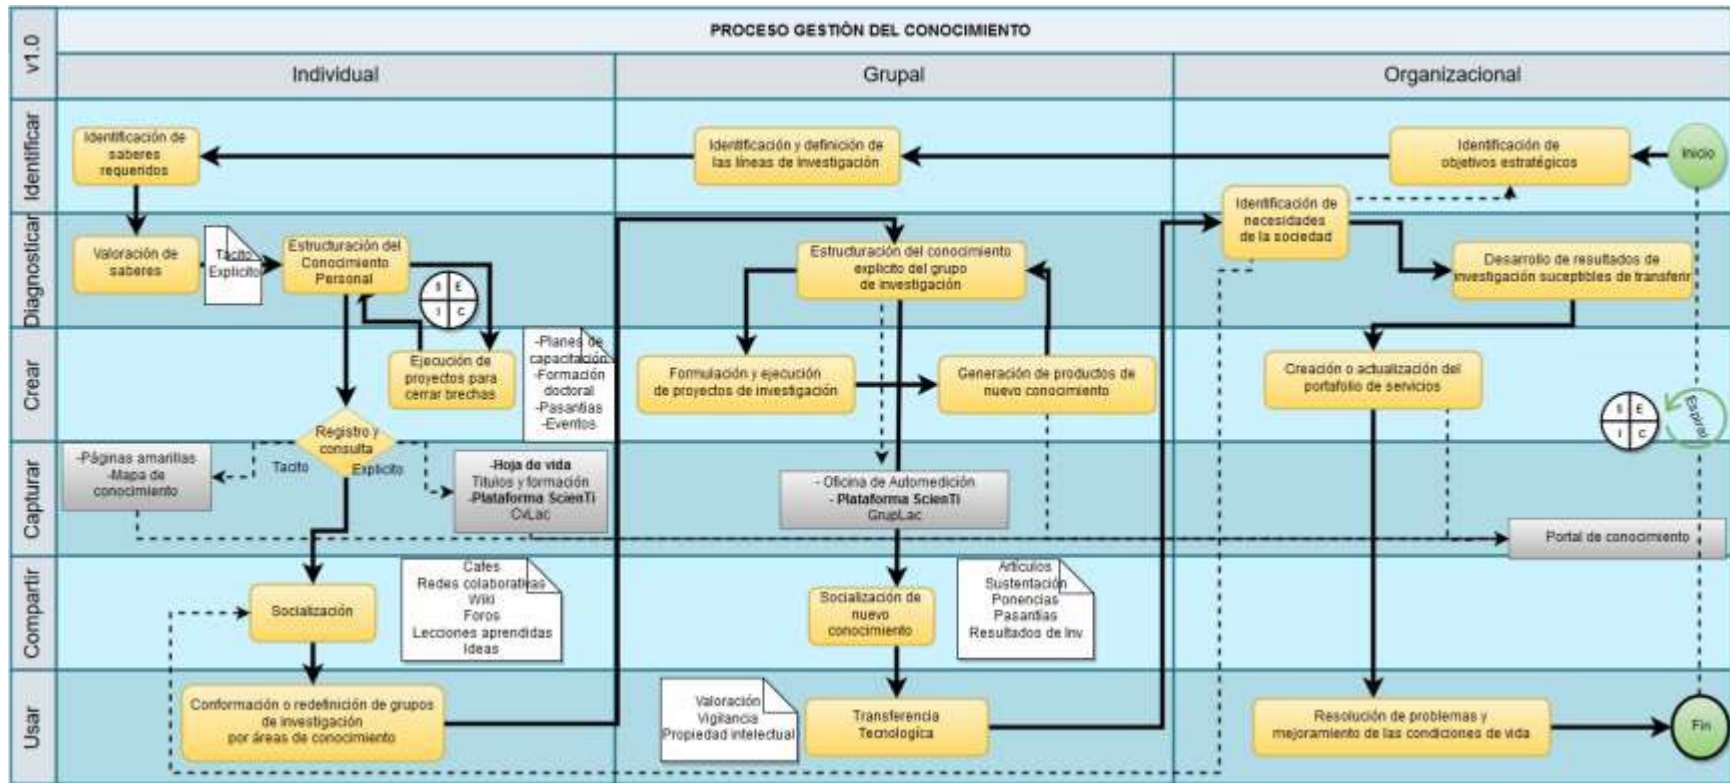 PROCESO GESTIÓN DEL CONOCIMIENTO
v1.0
Individual
Grupal
Organizacional
Identificar
Identificación de
saberes
requeridos
Identificación y definición de
las líneas de Investigación
Identificación de
objetivos estratégicos
Inicio
Diagnosticar
Valoración de
saberes
Tacito
Explicito
Estructuración del
Conocimiento
Personal
S E
I C
Estructuración del conocimiento
explicito del grupo
de investigación
Identificación de
necesidades
de la sociedad
Desarrollo de resultados de
investigación suceptibles de transferir
Crear
Ejecución de
proyectos para
cerrar brechas
-Planes de
capacitación
-Formación
doctoral
-Pasantías
-Eventos
Formulación y ejecución
de proyectos de investigación
Generación de productos de
nuevo conocimiento
Creación o actualización del
portafolio de servicios
S E
I C
Espiral
Registro y
consulta
Tacito
Explicito
Capturar
-Páginas amarillas
-Mapa de
conocimiento
-Hoja de vida
Titulos y formación
-Plataforma ScienTi
CvLac
- Oficina de Automedición
- Plataforma ScienTi
GrupLac
Portal de conocimiento
Compartir
Socialización
Cafes
Redes colaborativas
Wiki
Foros
Lecciones aprendidas
Ideas
Socialización de
nuevo
conocimiento
Artículos
Sustentación
Ponencias
Pasantías
Resultados de Inv
Usar
Conformación o redefinición de grupos
de investigación
por áreas de conocimiento
Valoración
Vigilancia
Propiedad intelectual
Transferencia
Tecnologíca
Resolución de problemas y
mejoramiento de las condiciones de vida
Fin